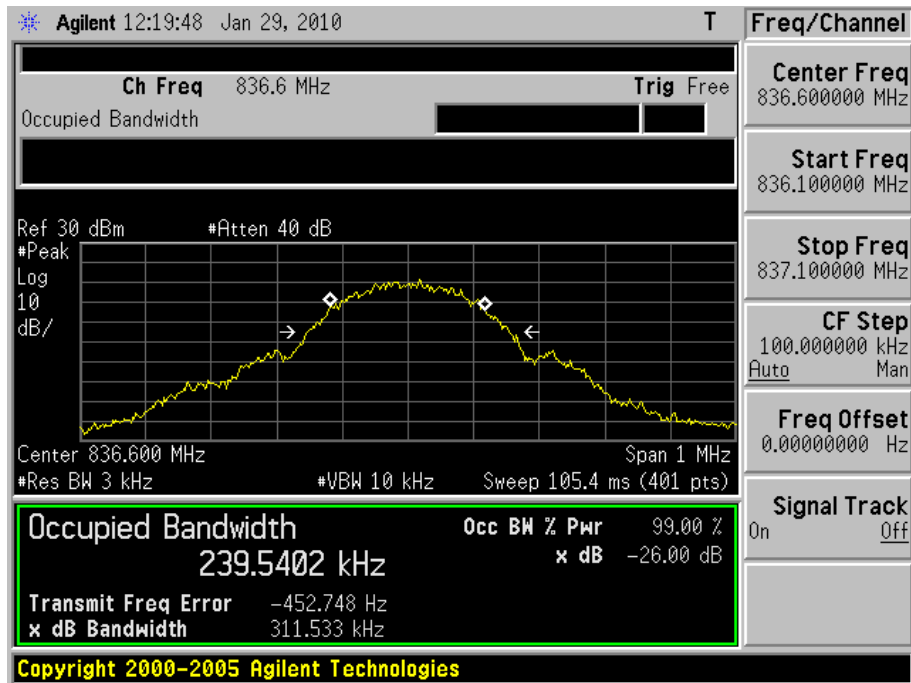 Agilent 12:19:48 Jan 29, 2010 T
Freq/Channel
Ch Freq 836.6 MHz Trig Free
Occupied Bandwidth
Center Freq
836.600000 MHz
Start Freq
836.100000 MHz
Stop Freq
837.100000 MHz
CF Step
100.000000 kHz
Auto Man
Freq Offset
0.00000000 Hz
Signal Track
On Off
Ref 30 dBm #Atten 40 dB
#Peak
Log
10
dB/
Center 836.600 MHz Span 1 MHz
#Res BW 3 kHz #VBW 10 kHz Sweep 105.4 ms (401 pts)
Occupied Bandwidth Occ BW % Pwr 99.00 %
239.5402 kHz x dB -26.00 dB
Transmit Freq Error -452.748 Hz
x dB Bandwidth 311.533 kHz
Copyright 2000-2005 Agilent Technologies